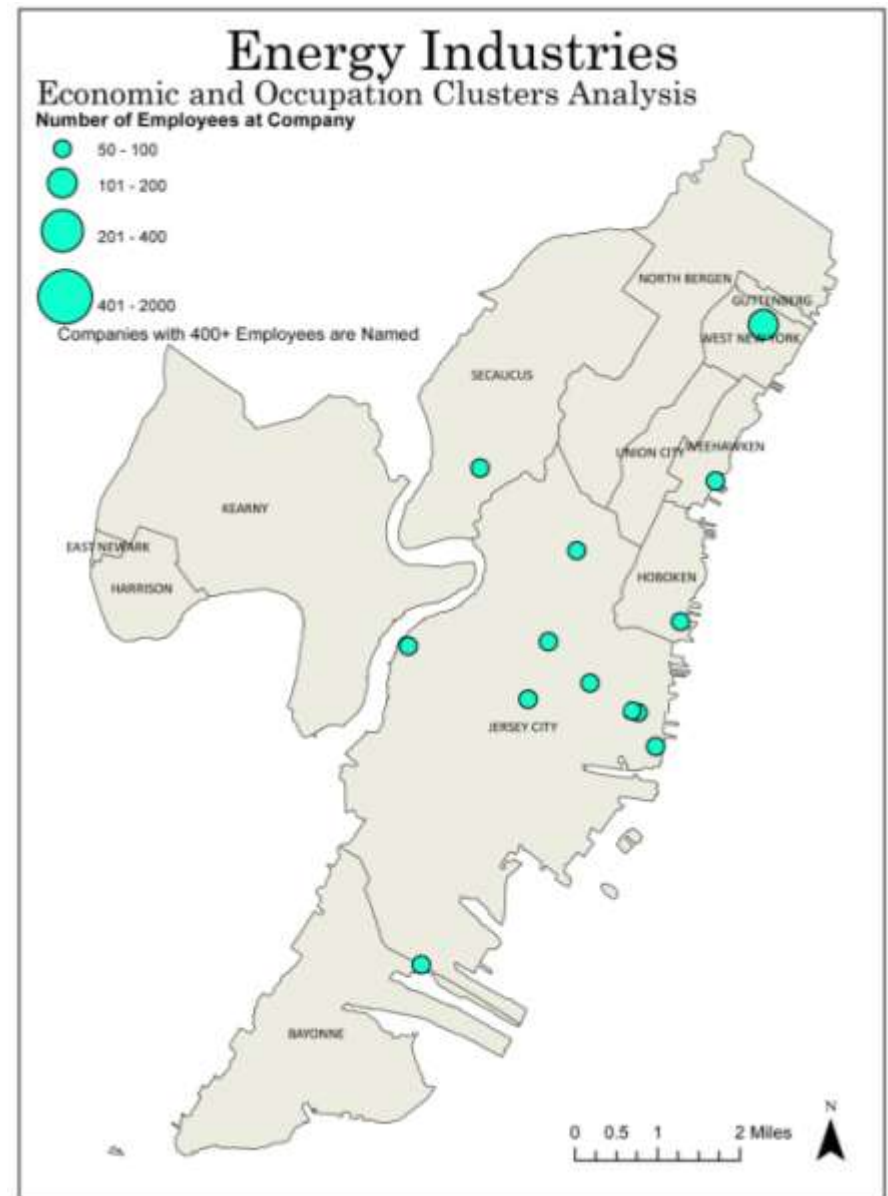 Energy Industries
Economic and Occupation Clusters Analysis
Number of Employees at Company
50 - 100
101 - 200
201 - 400
401 - 2000
Companies with 400+ Employees are Named
NORTH BERGEN
GUTTENBERG
WEST NEW YORK
SECAUCUS
UNION CITY
WEEHAWKEN
KEARNY
EAST NEWARK
HARRISON
HOBOKEN
JERSEY CITY
BAYONNE
N
0 0.5 1 2 Miles